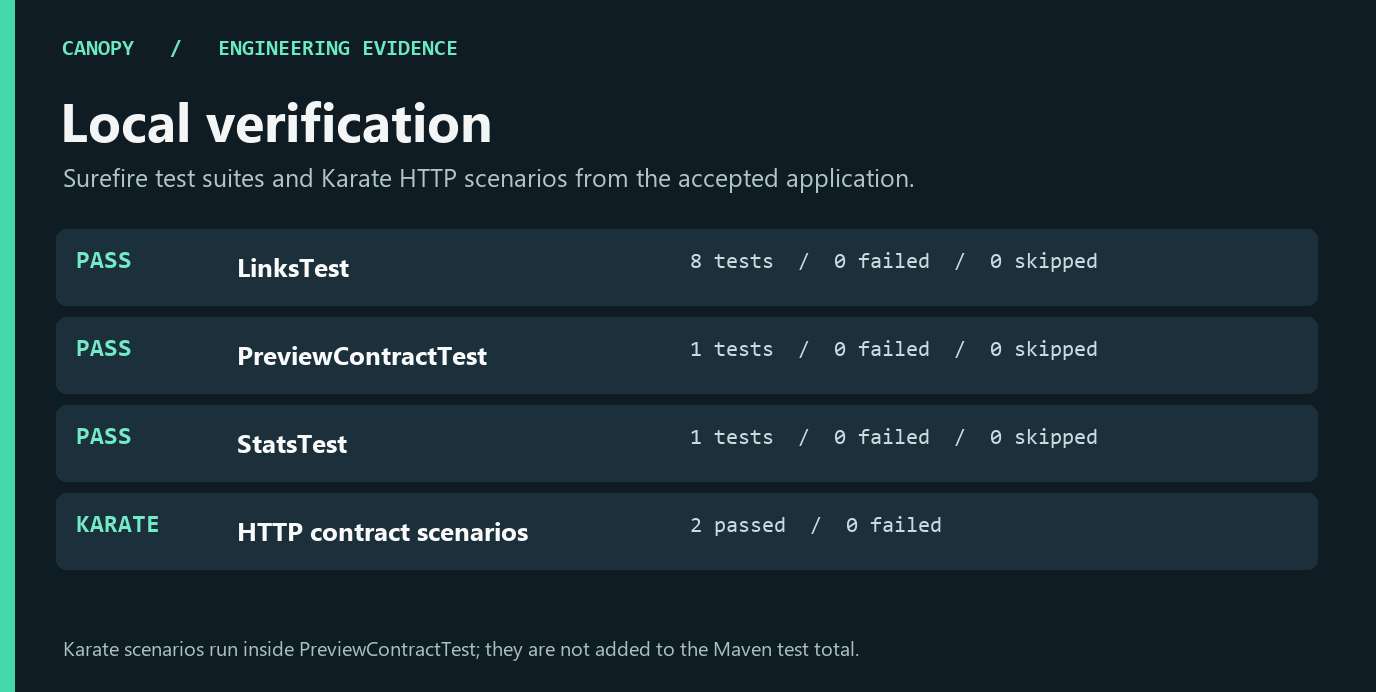 CANOPY / ENGINEERING EVIDENCE
Local verification
Surefire test suites and Karate HTTP scenarios from the accepted application.
PASS LinksTest 8 tests / 0 failed / 0 skipped
PASS PreviewContractTest 1 tests / 0 failed / 0 skipped
PASS StatsTest 1 tests / 0 failed / 0 skipped
KARATE HTTP contract scenarios 2 passed / 0 failed
Karate scenarios run inside PreviewContractTest; they are not added to the Maven test total.